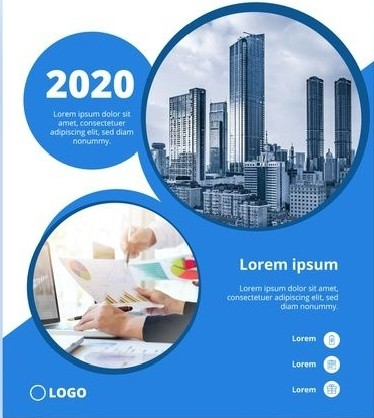 2020
Lorem ipsum dolor sit
amet, consectetuer
adipiscing elit, sed diam
nonummy.
Lorem ipsum
Lorem ipsum dolor sit amet,
consectetuer adipiscing elit, sed
diam nonummy.
Lorem
Lorem
Lorem
LOGO